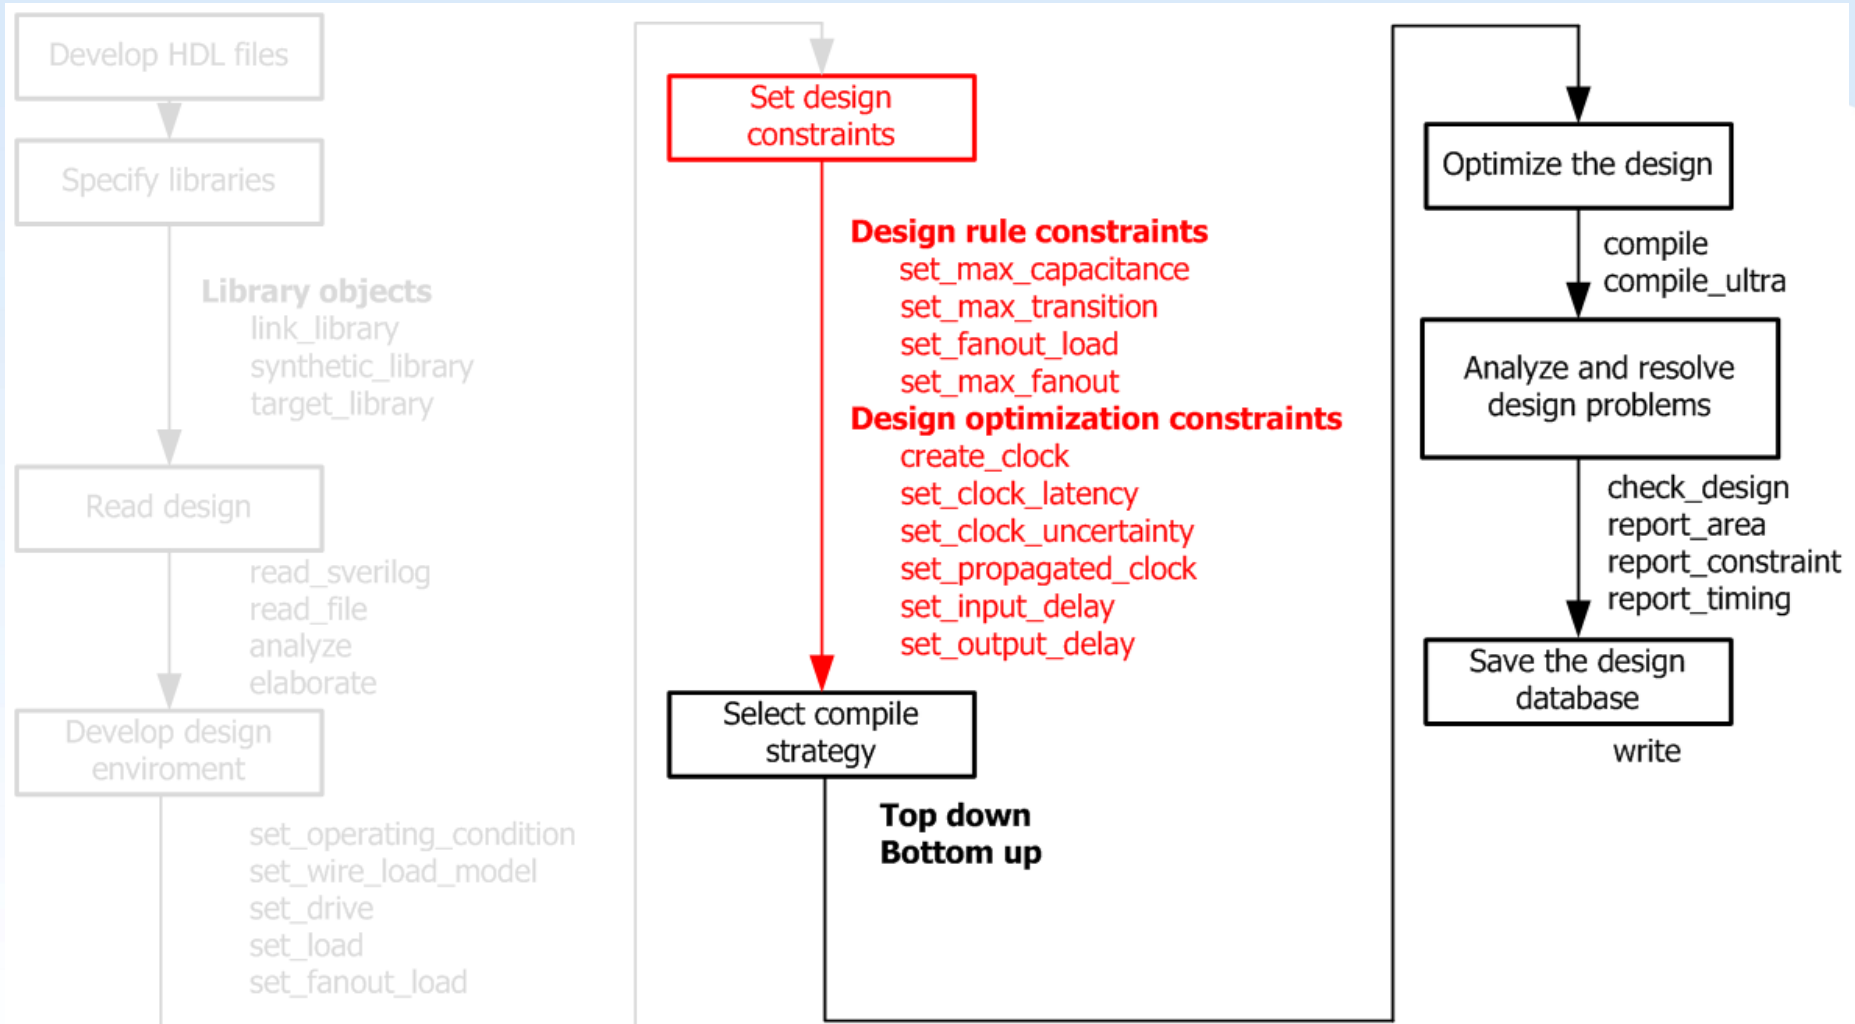 Develop HDL files
Specify libraries
Library objects
link_library
synthetic_library
target_library
Read design
read_sverilog
read_file
analyze
elaborate
Develop design
enviroment
set_operating_condition
set_wire_load_model
set_drive
set_load
set_fanout_load
Set design
constraints
Design rule constraints
set_max_capacitance
set_max_transition
set_fanout_load
set_max_fanout
Design optimization constraints
create_clock
set_clock_latency
set_clock_uncertainty
set_propagated_clock
set_input_delay
set_output_delay
Select compile
strategy
Top down
Bottom up
Optimize the design
compile
compile_ultra
Analyze and resolve
design problems
check_design
report_area
report_constraint
report_timing
Save the design
database
write